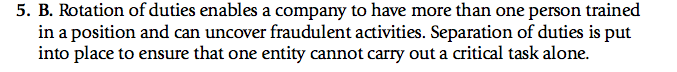 5. B. Rotation of duties enables a company to have more than one person trained
in a position and can uncover fraudulent activities. Separation of duties is put
into place to ensure that one entity cannot carry out a critical task alone.